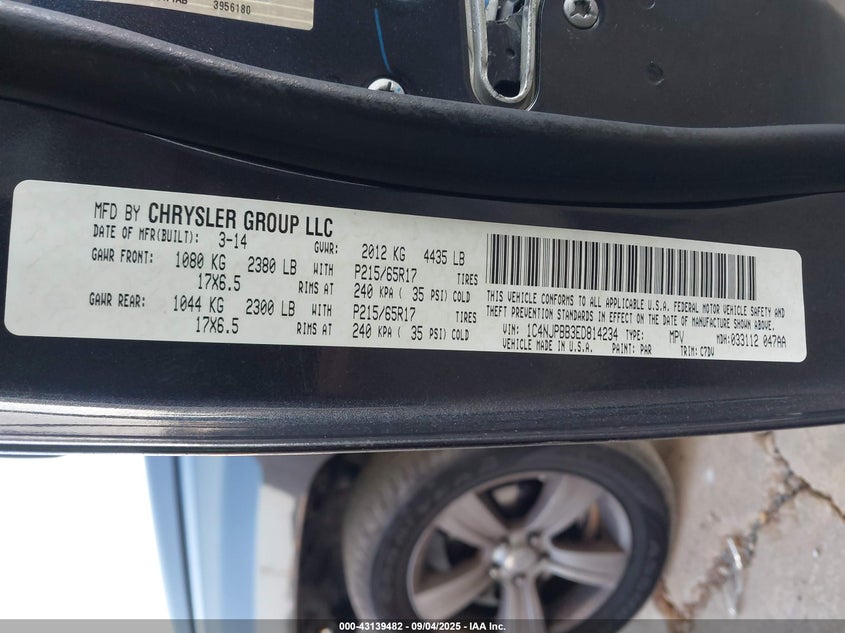 3956180
MFD BY CHRYSLER GROUP LLC
DATE OF MFR(BUILT): 3-14 GVWR: 2012 KG 4435 LB
GAWR FRONT: 1080 KG 2380 LB WITH P215/65R17 TIRES
17X6.5 RIMS AT 240 KPA ( 35 PSI) COLD
GAWR REAR: 1044 KG 2300 LB WITH P215/65R17 TIRES
17X6.5 RIMS AT 240 KPA ( 35 PSI) COLD
THIS VEHICLE CONFORMS TO ALL APPLICABLE U.S.A. FEDERAL MOTOR VEHICLE SAFETY AND
THEFT PREVENTION STANDARDS IN EFFECT ON THE DATE OF MANUFACTURE SHOWN ABOVE.
VIN: 1C4NJPBB3ED814234 TYPE: MPV MDH:033112 047AA
VEHICLE MADE IN U.S.A. PAINT: PAR TRIM: C7DV
000-43139482 - 09/04/2025 - IAA Inc.